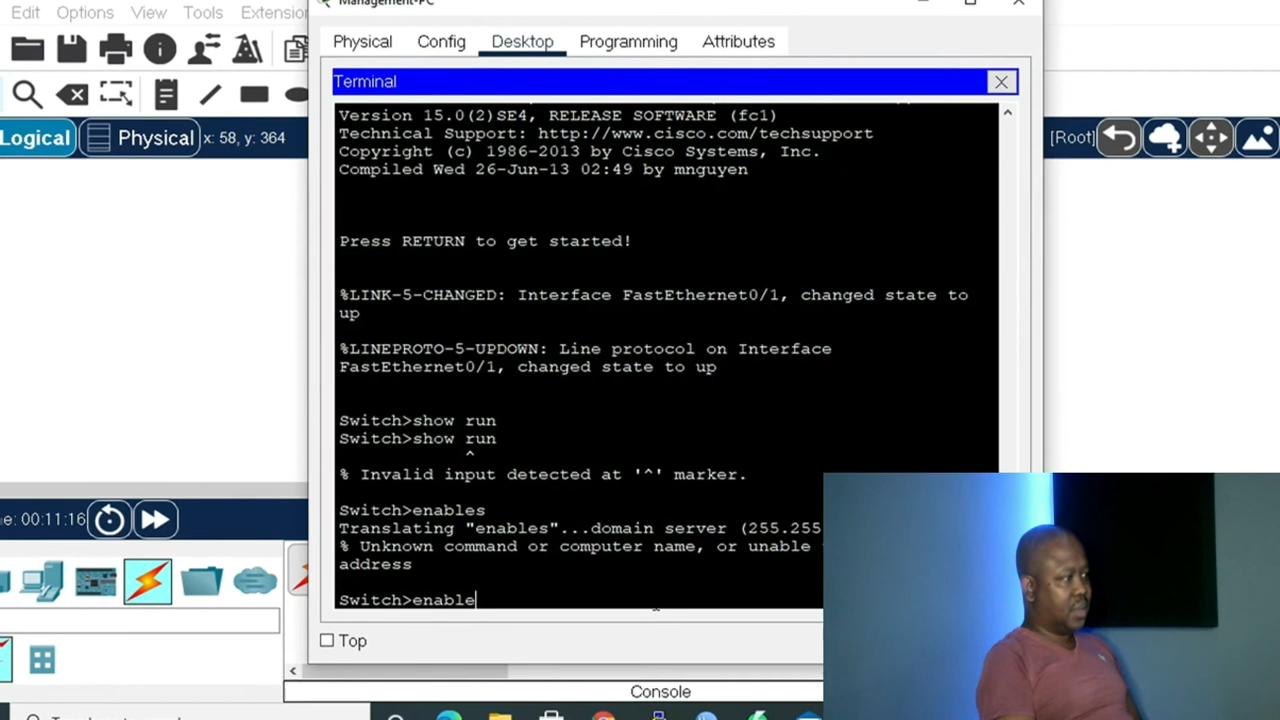 Management-PC
Edit Options View Tools Extension
Physical Config Desktop Programming Attributes
Terminal
Logical Physical x: 58, y: 364
[Root]
Version 15.0(2)SE4, RELEASE SOFTWARE (fc1)
Technical Support: http://www.cisco.com/techsupport
Copyright (c) 1986-2013 by Cisco Systems, Inc.
Compiled Wed 26-Jun-13 02:49 by mnguyen
Press RETURN to get started!
%LINK-5-CHANGED: Interface FastEthernet0/1, changed state to
up
%LINEPROTO-5-UPDOWN: Line protocol on Interface
FastEthernet0/1, changed state to up
Switch>show run
Switch>show run
^
% Invalid input detected at '^' marker.
Switch>enables
Translating "enables"...domain server (255.255
% Unknown command or computer name, or unable
address
Switch>enable
e: 00:11:16
Top
Console